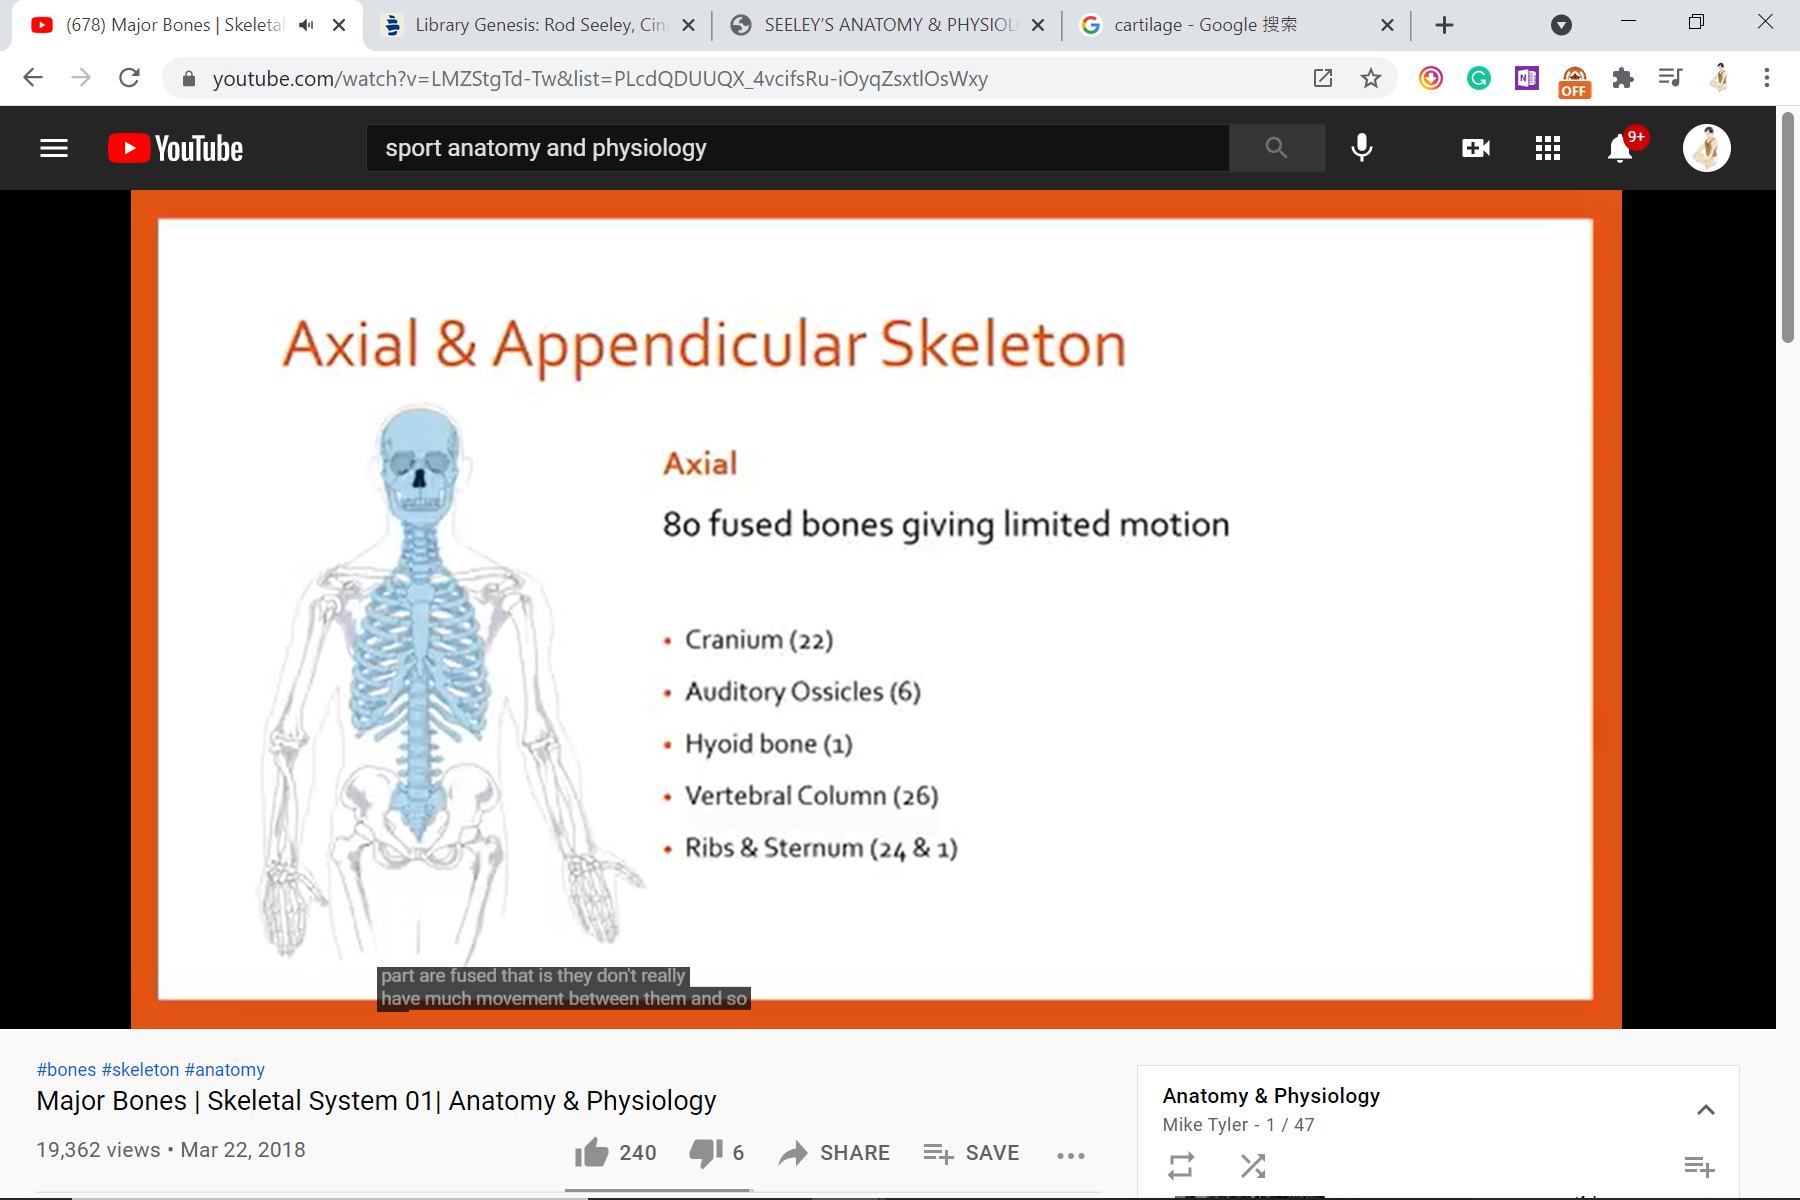 (678) Major Bones | Skeletal
Library Genesis: Rod Seeley, Cin
SEELEY'S ANATOMY & PHYSIOL
cartilage - Google 搜索
youtube.com/watch?v=LMZStgTd-Tw&list=PLcdQDUUQX_4vcifsRu-iOyqZsxtlOsWxy
OFF
YouTube
sport anatomy and physiology
9+
Axial & Appendicular Skeleton
Axial
80 fused bones giving limited motion
• Cranium (22)
• Auditory Ossicles (6)
• Hyoid bone (1)
• Vertebral Column (26)
• Ribs & Sternum (24 & 1)
part are fused that is they don't really
have much movement between them and so
#bones #skeleton #anatomy
Major Bones | Skeletal System 01| Anatomy & Physiology
19,362 views • Mar 22, 2018
240
6
SHARE
SAVE
Anatomy & Physiology
Mike Tyler - 1 / 47